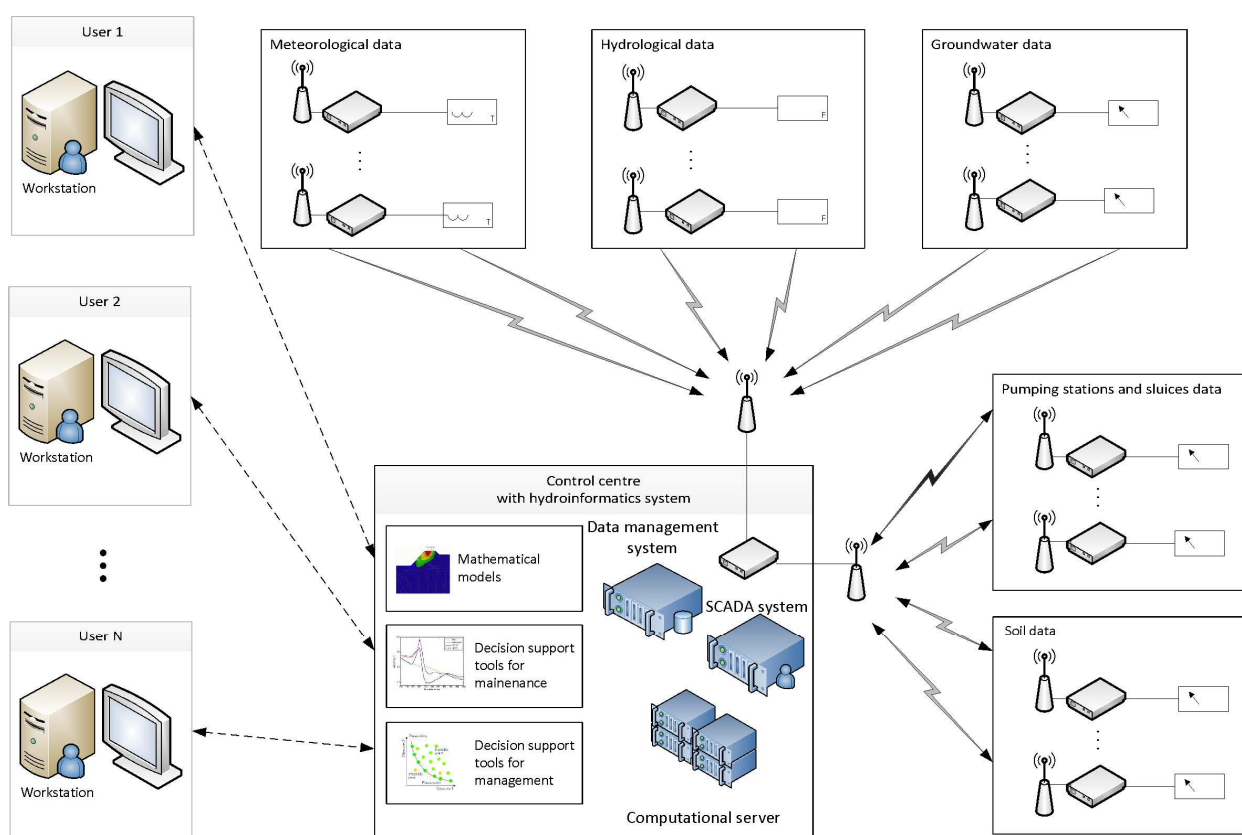 User 1
Workstation
User 2
Workstation
User N
Workstation
Meteorological data
T
T
Hydrological data
F
F
Groundwater data
Pumping stations and sluices data
Soil data
Control centre
with hydroinformatics system
Mathematical
models
Decision support
tools for
mainenance
Decision support
tools for
management
Data management
system
SCADA system
Computational server